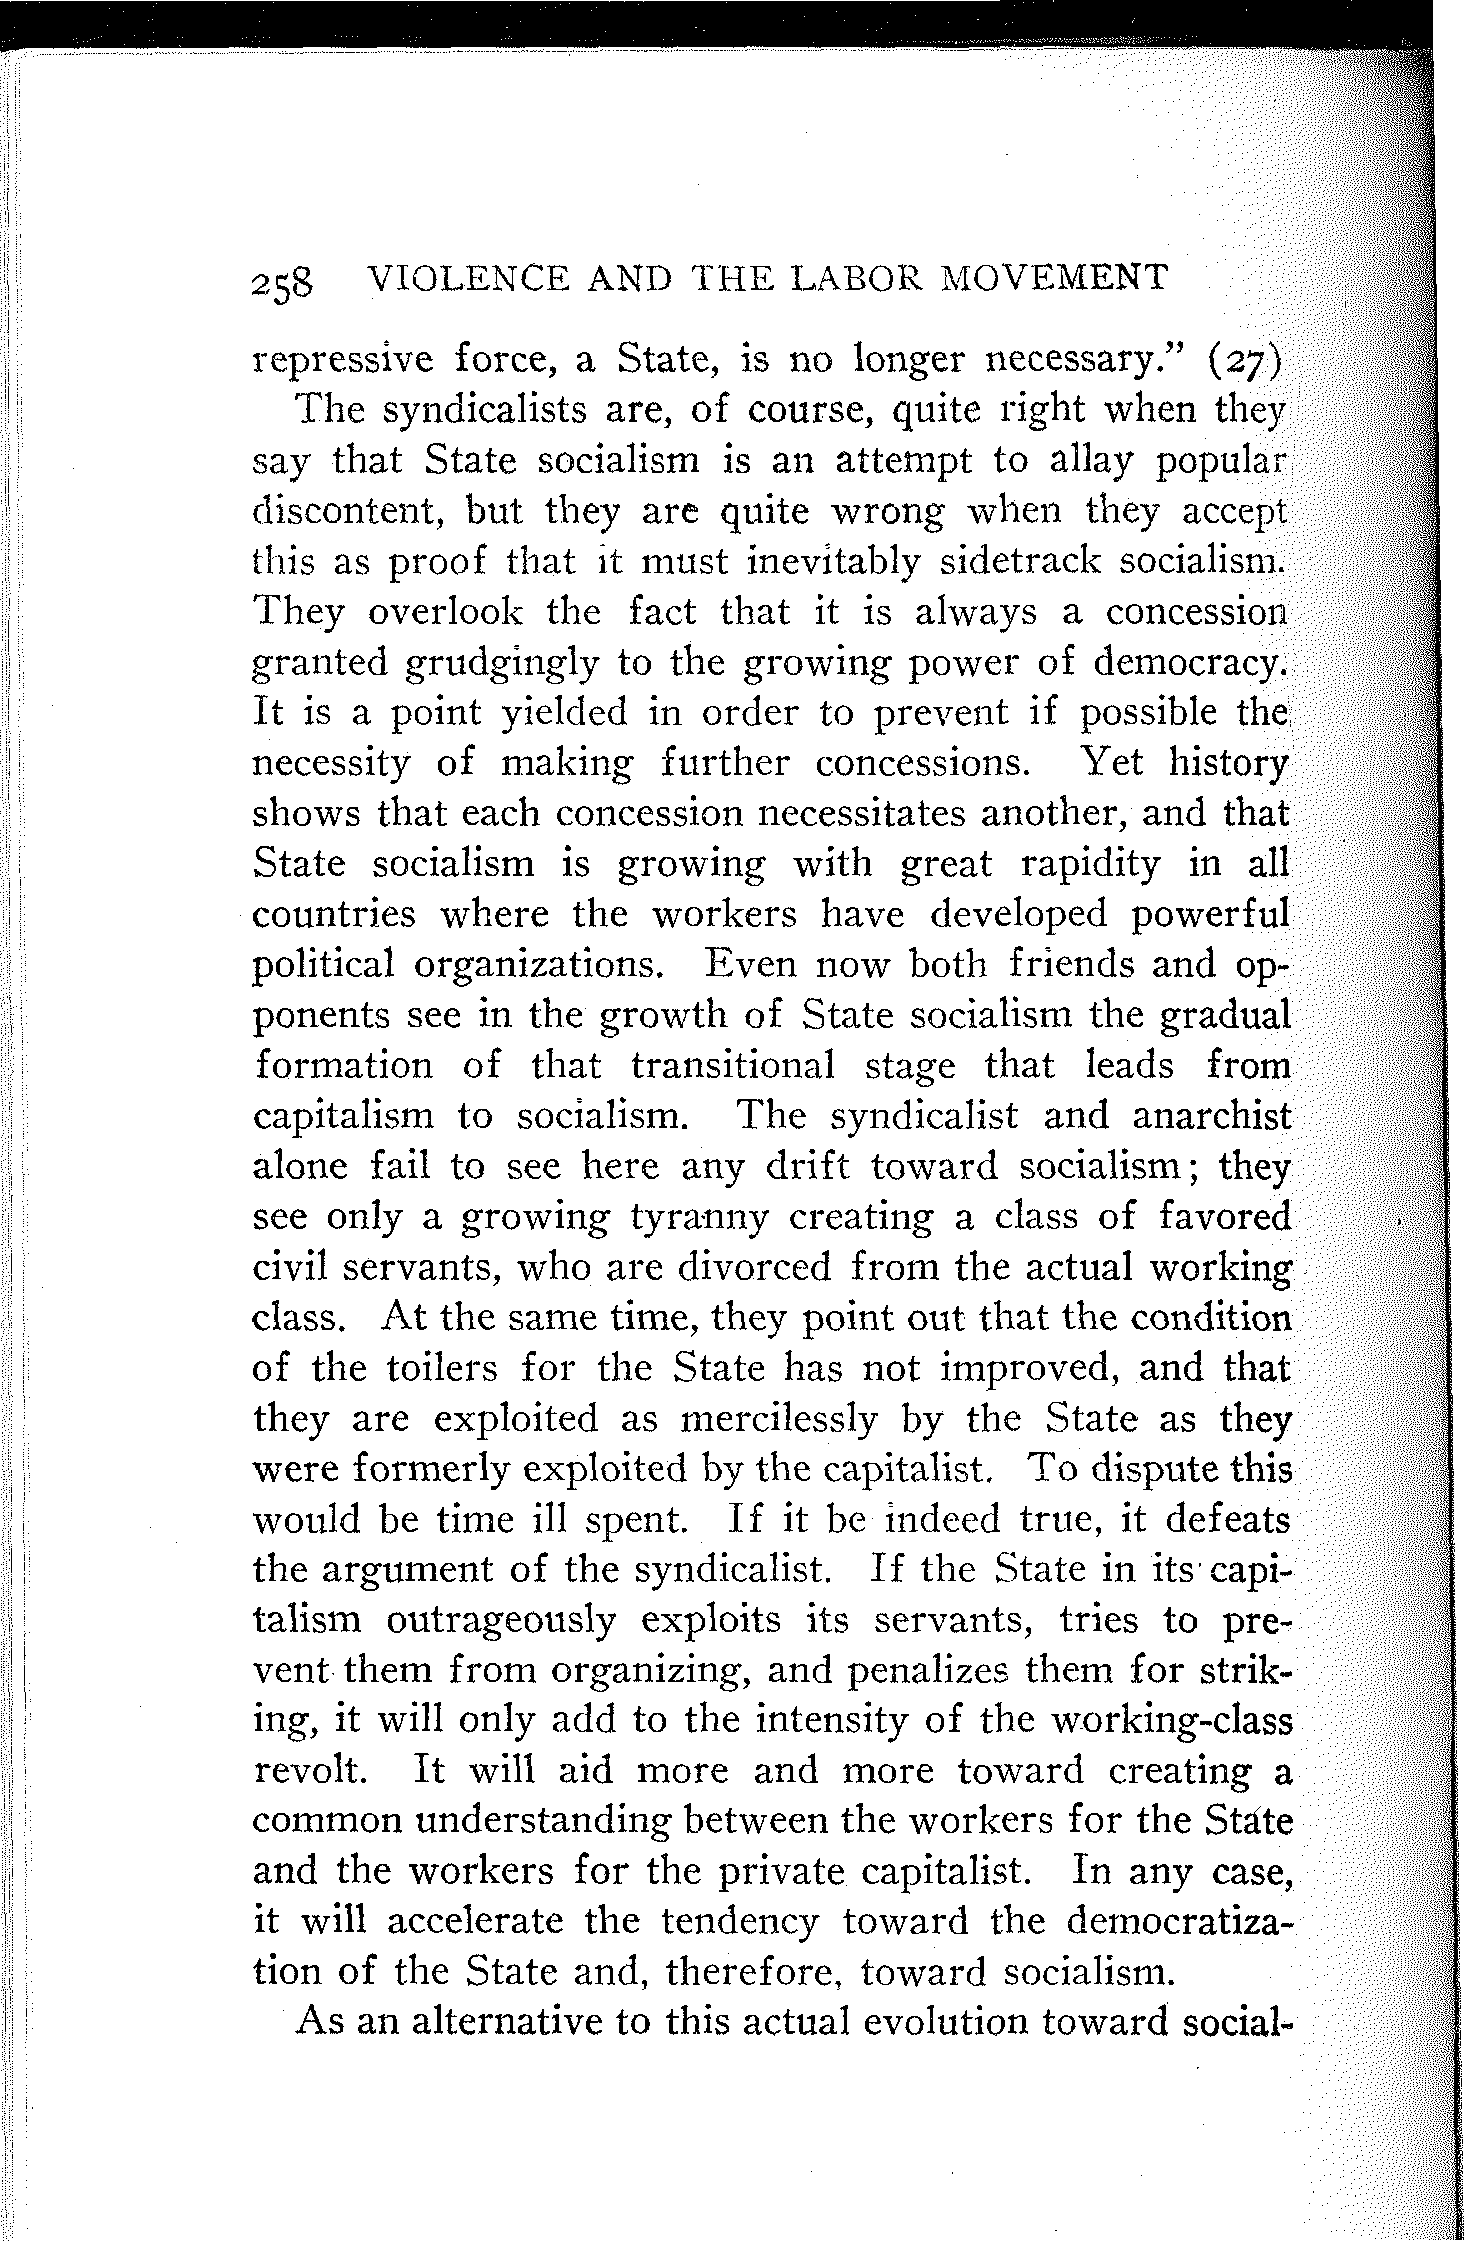 258 VIOLENCE AND THE LABOR MOVEMENT
repressive force, a State, is no longer necessary.” (27)
The syndicalists are, of course, quite right when they
say that State socialism is an attempt to allay popular
discontent, but they are quite wrong when they accept
this as proof that it must inevitably sidetrack socialism.
They overlook the fact that it is always a concession
granted grudgingly to the growing power of democracy.
It is a point yielded in order to prevent if possible the
necessity of making further concessions. Yet history
shows that each concession necessitates another, and that
State socialism is growing with great rapidity in all
countries where the workers have developed powerful
political organizations. Even now both friends and op-
ponents see in the growth of State socialism the gradual
formation of that transitional stage that leads from
capitalism to socialism. The syndicalist and anarchist
alone fail to see here any drift toward socialism; they
see only a growing tyranny creating a class of favored
civil servants, who are divorced from the actual working
class. At the same time, they point out that the condition
of the toilers for the State has not improved, and that
they are exploited as mercilessly by the State as they
were formerly exploited by the capitalist. To dispute this
would be time ill spent. If it be indeed true, it defeats
the argument of the syndicalist. If the State in its capi-
talism outrageously exploits its servants, tries to pre-
vent them from organizing, and penalizes them for strik-
ing, it will only add to the intensity of the working-class
revolt. It will aid more and more toward creating a
common understanding between the workers for the State
and the workers for the private capitalist. In any case,
it will accelerate the tendency toward the democratiza-
tion of the State and, therefore, toward socialism.
As an alternative to this actual evolution toward social-